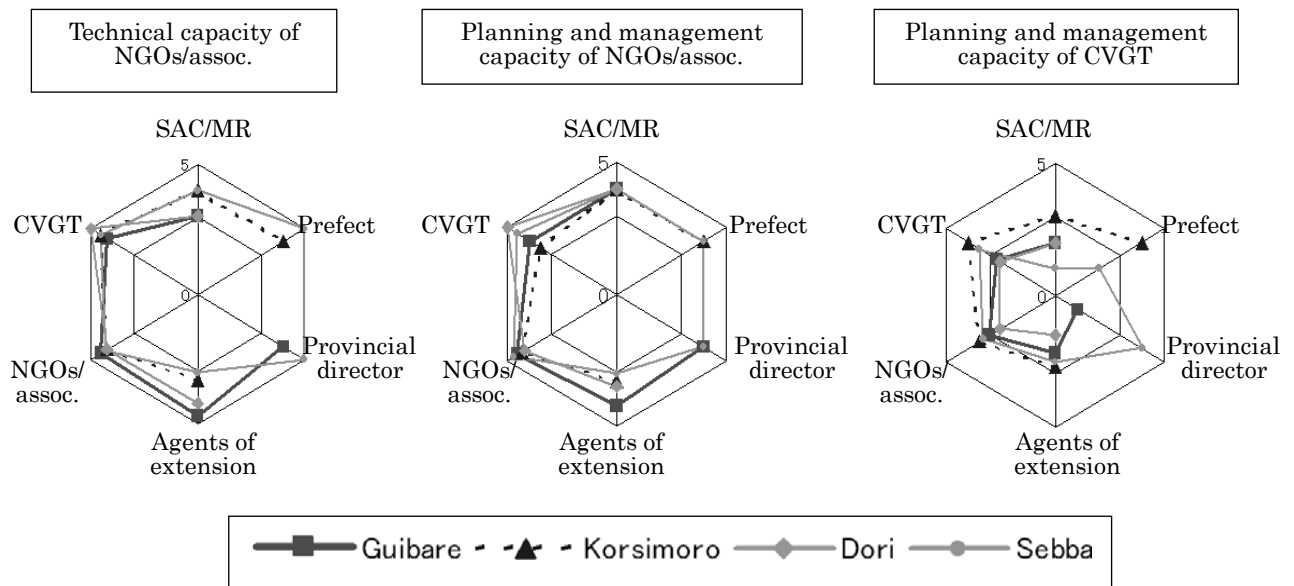 Technical capacity of
NGOs/assoc.
Planning and management
capacity of NGOs/assoc.
Planning and management
capacity of CVGT
SAC/MR
5
CVGT
Prefect
0
NGOs/
assoc.
Provincial
director
Agents of
extension
SAC/MR
5
CVGT
Prefect
0
NGOs/
assoc.
Provincial
director
Agents of
extension
SAC/MR
5
CVGT
Prefect
0
NGOs/
assoc.
Provincial
director
Agents of
extension
Guibare Korsimoro Dori Sebba